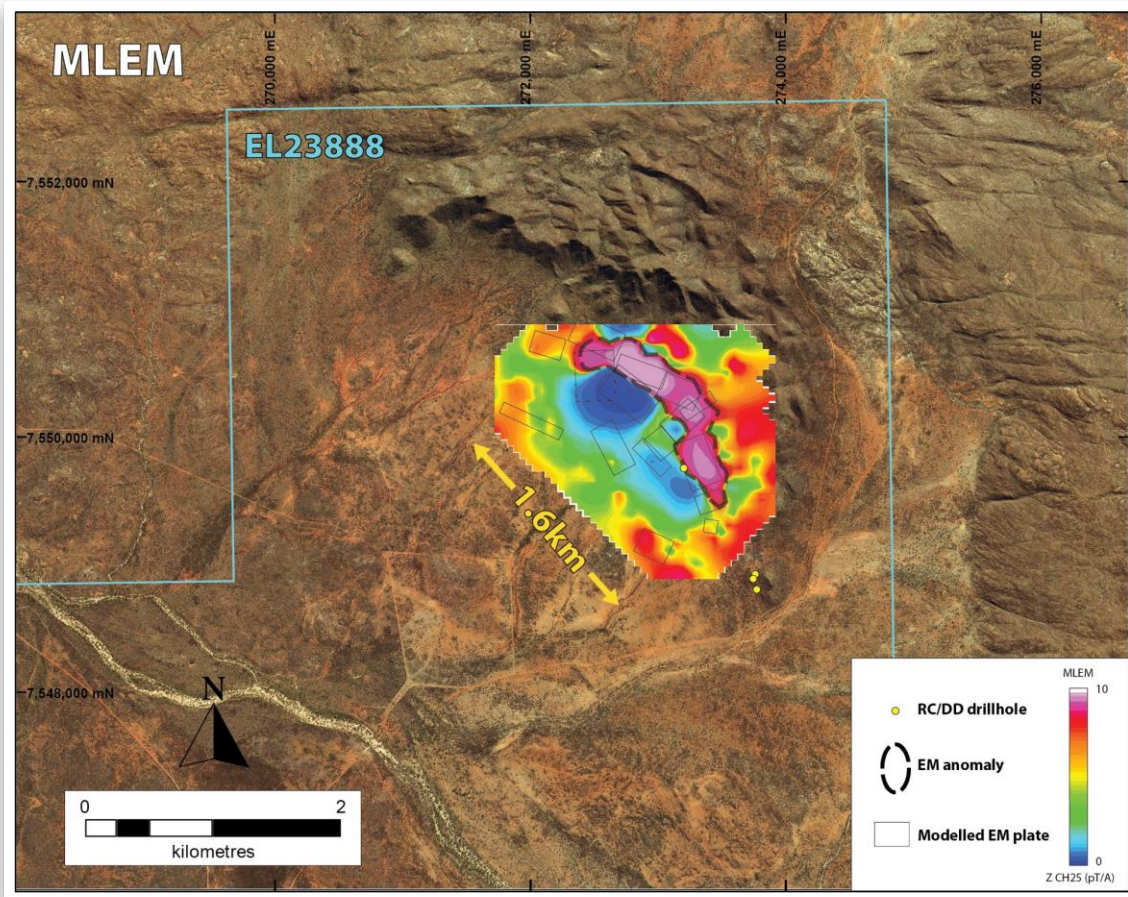 MLEM
270,000 mE
272,000 mE
274,000 mE
276,000 mE
EL23888
7,552,000 mN
7,550,000 mN
1.6km
7,548,000 mN
N
0 2
kilometres
RC/DD drillhole
EM anomaly
Modelled EM plate
MLEM
10
0
Z CH25 (pT/A)